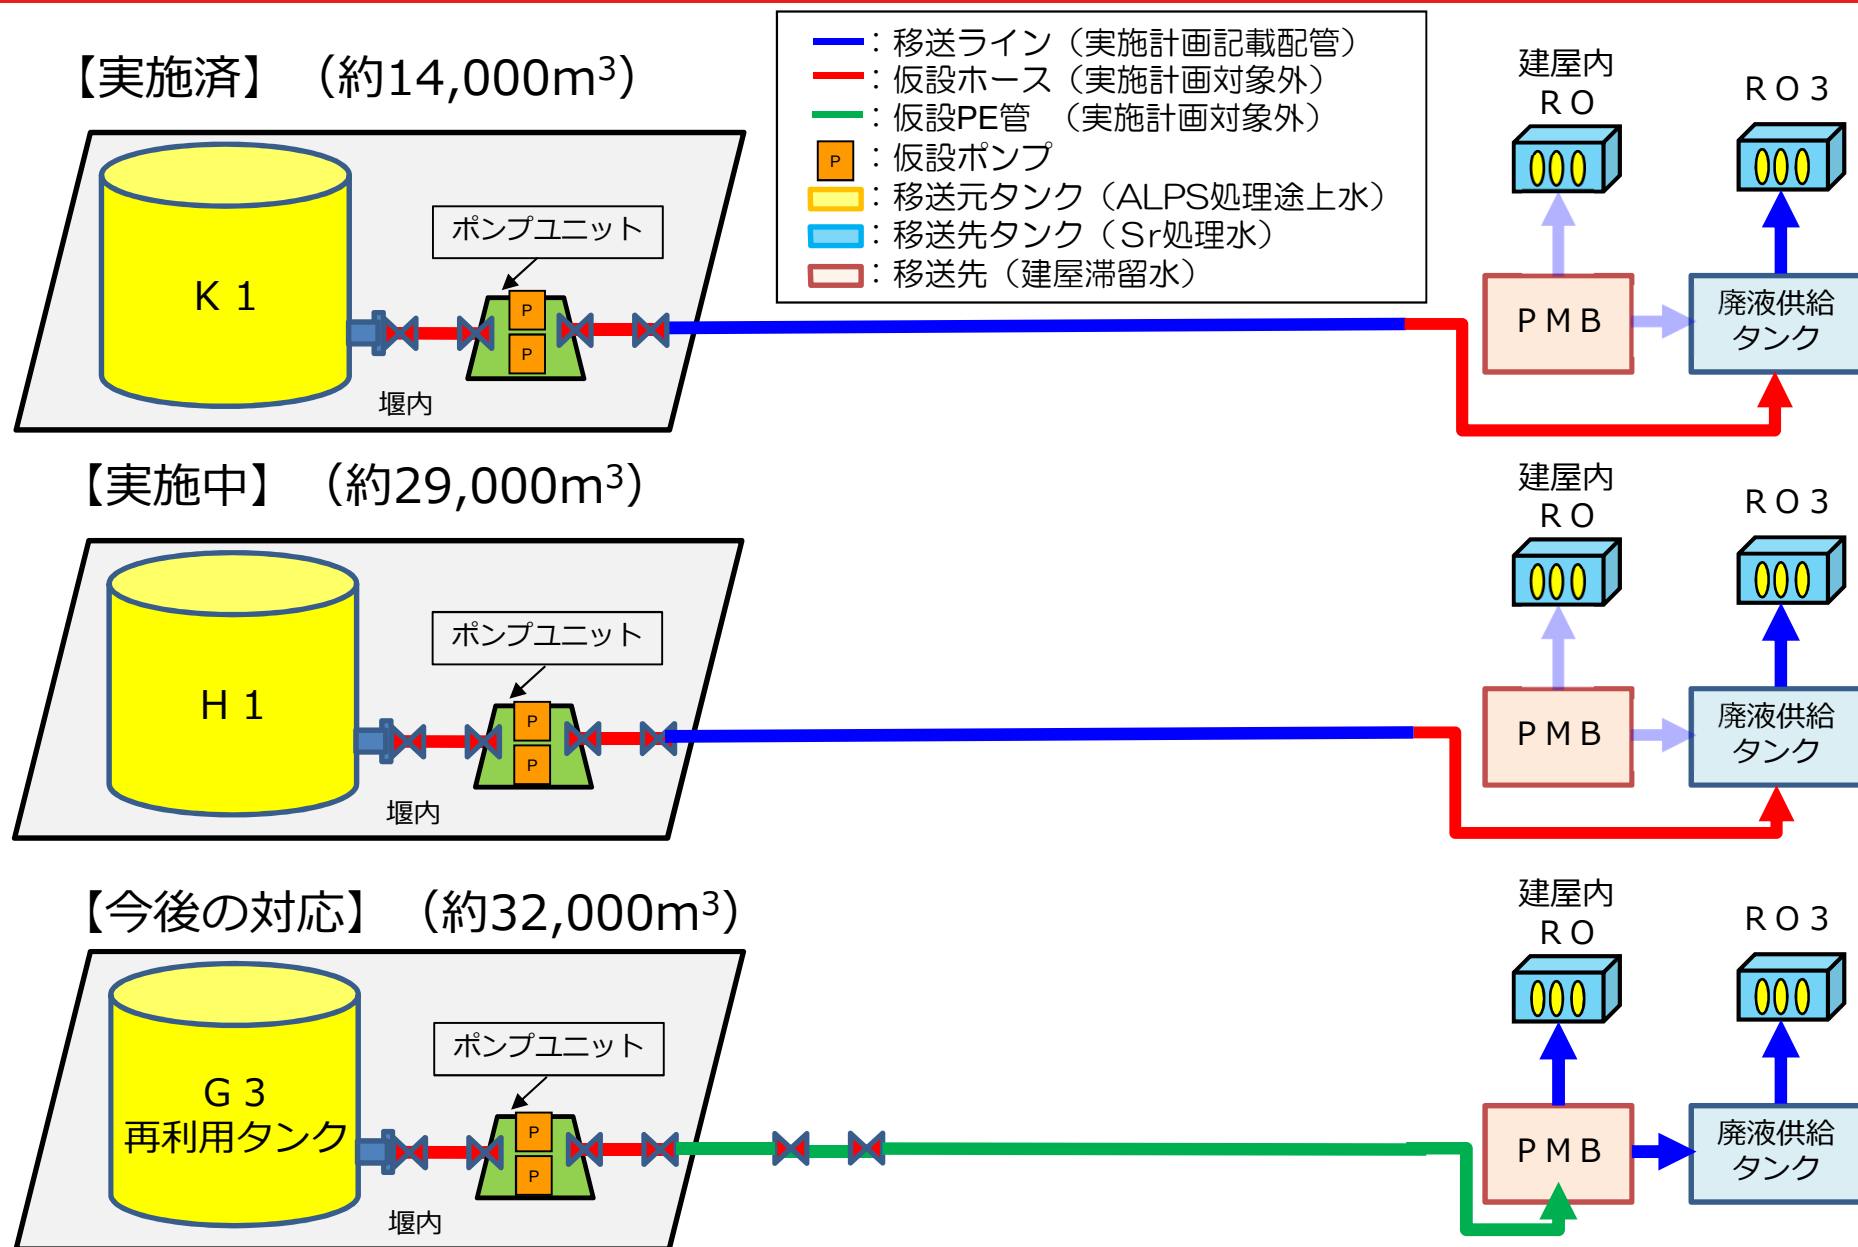 【実施済】（約14,000m³）
━：移送ライン（実施計画記載配管）
━：仮設ホース（実施計画対象外）
━：仮設PE管　（実施計画対象外）
P：仮設ポンプ
：移送元タンク（ALPS処理途上水）
：移送先タンク（Ｓr処理水）
：移送先（建屋滞留水）
建屋内
ＲＯ
ＲＯ３
K 1
ポンプユニット
P
P
堰内
ＰＭＢ
廃液供給
タンク
【実施中】（約29,000m³）
建屋内
ＲＯ
ＲＯ３
H 1
ポンプユニット
P
P
堰内
ＰＭＢ
廃液供給
タンク
【今後の対応】（約32,000m³）
建屋内
ＲＯ
ＲＯ３
G 3
再利用タンク
ポンプユニット
P
P
堰内
ＰＭＢ
廃液供給
タンク